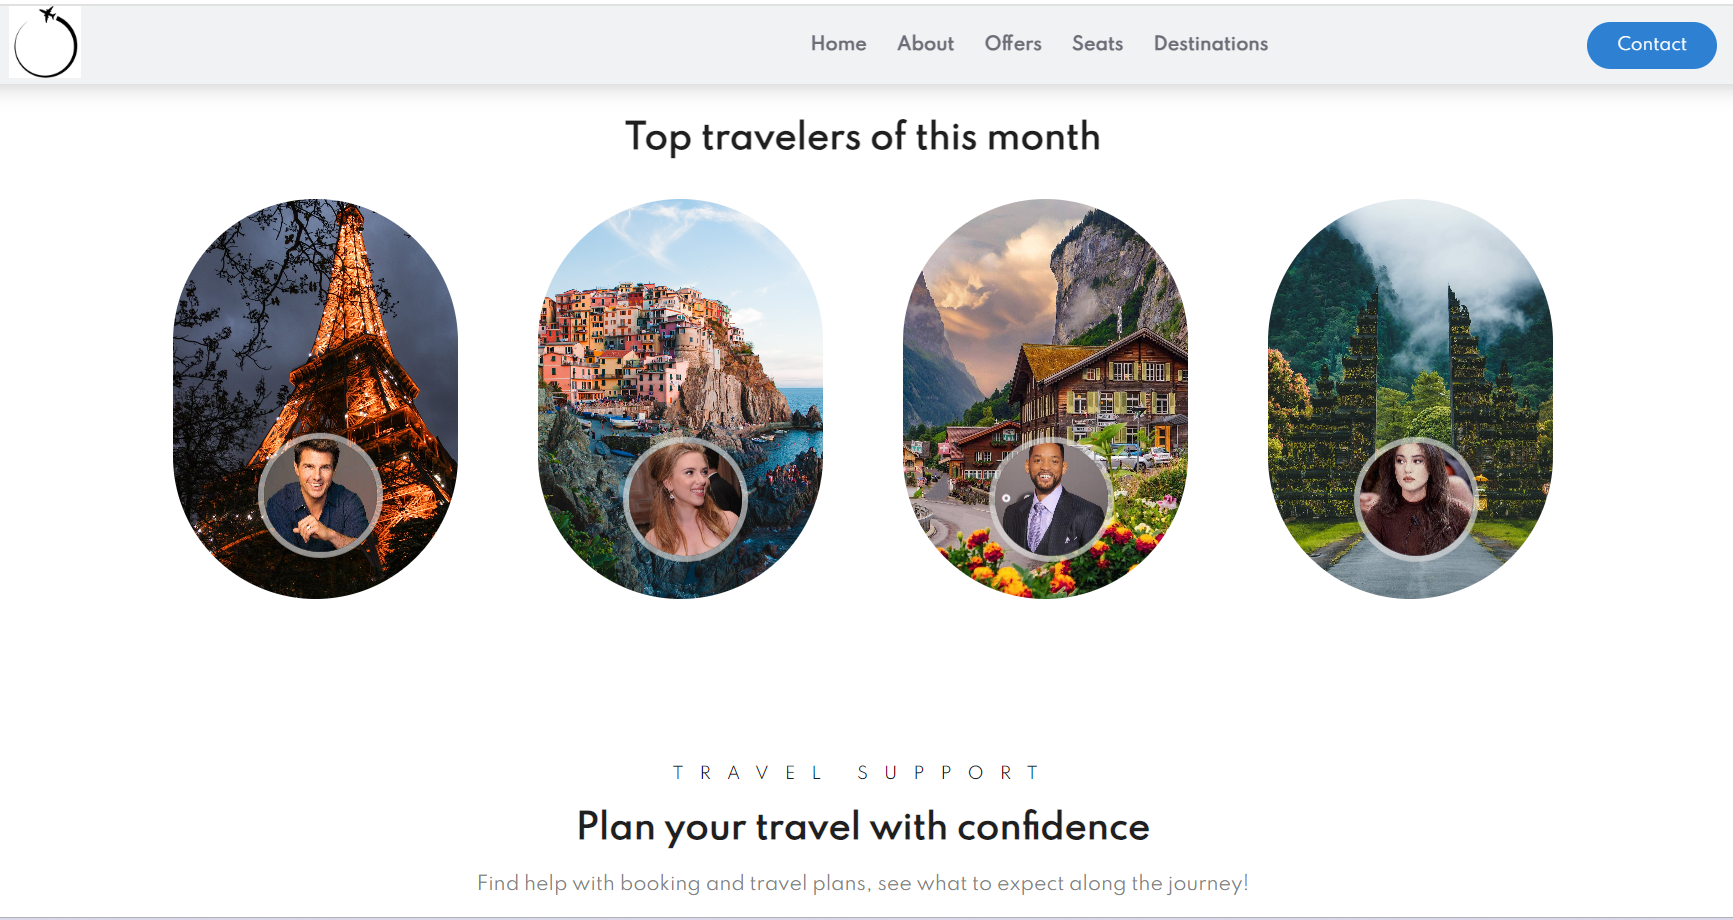 Home About Offers Seats Destinations Contact
Top travelers of this month
TRAVEL SUPPORT
Plan your travel with confidence
Find help with booking and travel plans, see what to expect along the journey!